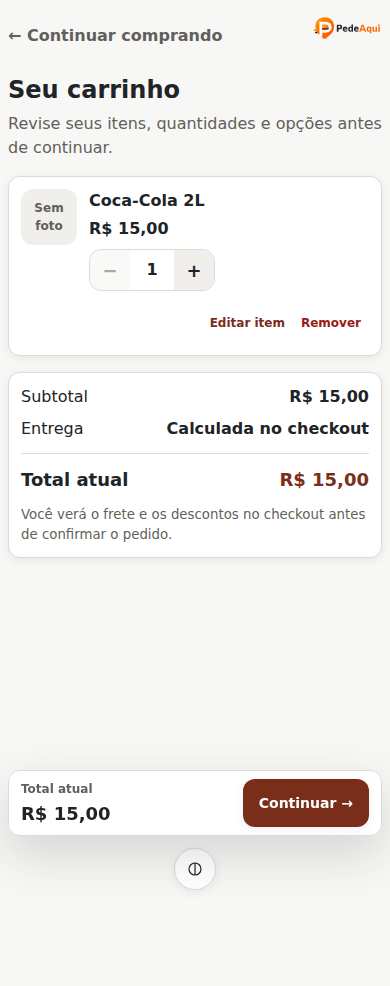 ← Continuar comprando
PedeAqui
Seu carrinho
Revise seus itens, quantidades e opções antes
de continuar.
Sem
foto
Coca-Cola 2L
R$ 15,00
− 1 +
Editar item Remover
Subtotal R$ 15,00
Entrega Calculada no checkout
Total atual R$ 15,00
Você verá o frete e os descontos no checkout antes
de confirmar o pedido.
Total atual
R$ 15,00
Continuar →